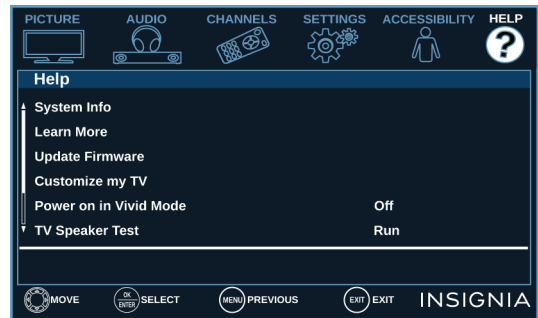 PICTURE AUDIO CHANNELS SETTINGS ACCESSIBILITY HELP
?
Help
System Info
Learn More
Update Firmware
Customize my TV
Power on in Vivid Mode Off
TV Speaker Test Run
MOVE OK ENTER SELECT MENU PREVIOUS EXIT EXIT INSIGNIA